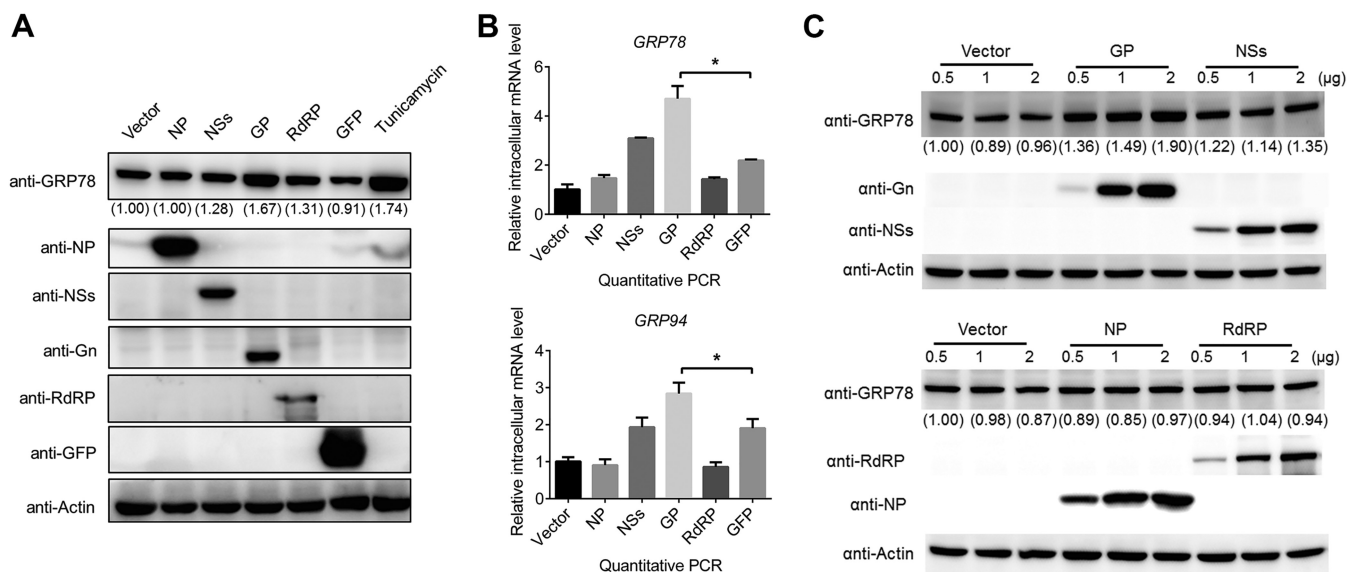 A
Vector NP NSs GP RdRP GFP Tunicamycin
anti-GRP78
(1.00) (1.00) (1.28) (1.67) (1.31) (0.91) (1.74)
anti-NP
anti-NSs
anti-Gn
anti-RdRP
anti-GFP
anti-Actin
B
GRP78
Relative intracellular mRNA level
6
4
2
0
*
Vector NP NSs GP RdRP GFP
Quantitative PCR
GRP94
Relative intracellular mRNA level
4
3
2
1
0
*
Vector NP NSs GP RdRP GFP
Quantitative PCR
C
Vector GP NSs
0.5 1 2 0.5 1 2 0.5 1 2 (μg)
αnti-GRP78
(1.00) (0.89) (0.96) (1.36) (1.49) (1.90) (1.22) (1.14) (1.35)
αnti-Gn
αnti-NSs
αnti-Actin
Vector NP RdRP
0.5 1 2 0.5 1 2 0.5 1 2 (μg)
αnti-GRP78
(1.00) (0.98) (0.87) (0.89) (0.85) (0.97) (0.94) (1.04) (0.94)
αnti-RdRP
anti-NP
αnti-Actin